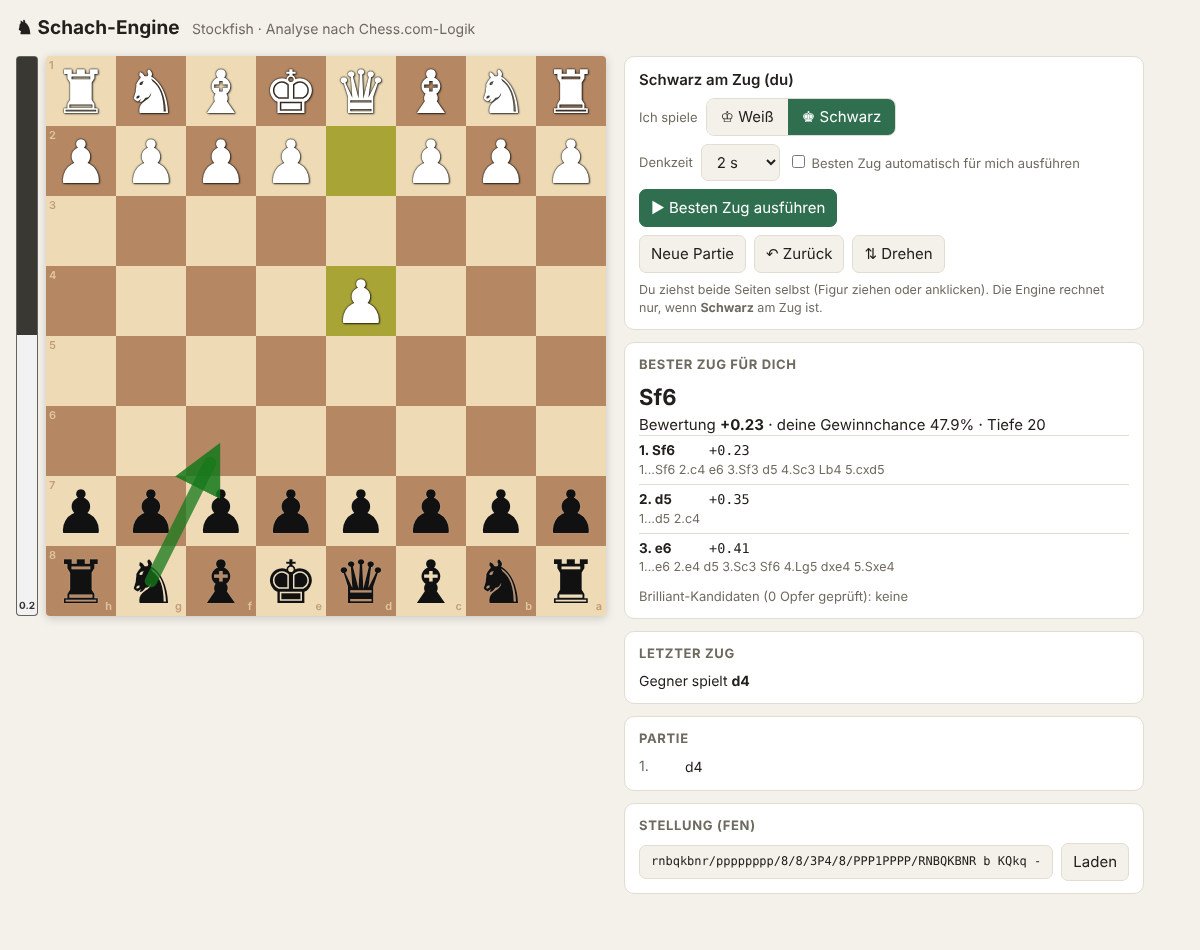 ♞ Schach-Engine Stockfish · Analyse nach Chess.com-Logik
1
2
3
4
5
6
7
8
h g f e d c b a
0.2
Schwarz am Zug (du)
Ich spiele ♔ Weiß ♚ Schwarz
Denkzeit 2 s Besten Zug automatisch für mich ausführen
▶ Besten Zug ausführen
Neue Partie ↶ Zurück ⇅ Drehen
Du ziehst beide Seiten selbst (Figur ziehen oder anklicken). Die Engine rechnet
nur, wenn Schwarz am Zug ist.
BESTER ZUG FÜR DICH
Sf6
Bewertung +0.23 · deine Gewinnchance 47.9% · Tiefe 20
1. Sf6 +0.23
1…Sf6 2.c4 e6 3.Sf3 d5 4.Sc3 Lb4 5.cxd5
2. d5 +0.35
1…d5 2.c4
3. e6 +0.41
1…e6 2.e4 d5 3.Sc3 Sf6 4.Lg5 dxe4 5.Sxe4
Brilliant-Kandidaten (0 Opfer geprüft): keine
LETZTER ZUG
Gegner spielt d4
PARTIE
1. d4
STELLUNG (FEN)
rnbqkbnr/pppppppp/8/8/3P4/8/PPP1PPPP/RNBQKBNR b KQkq - Laden